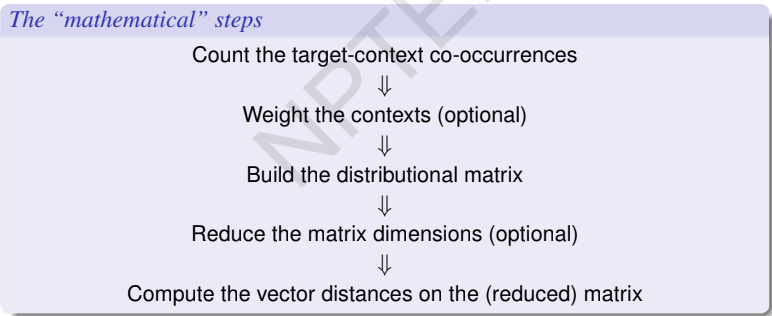 The “mathematical” steps
Count the target-context co-occurrences
⇓
Weight the contexts (optional)
⇓
Build the distributional matrix
⇓
Reduce the matrix dimensions (optional)
⇓
Compute the vector distances on the (reduced) matrix
NPTEL